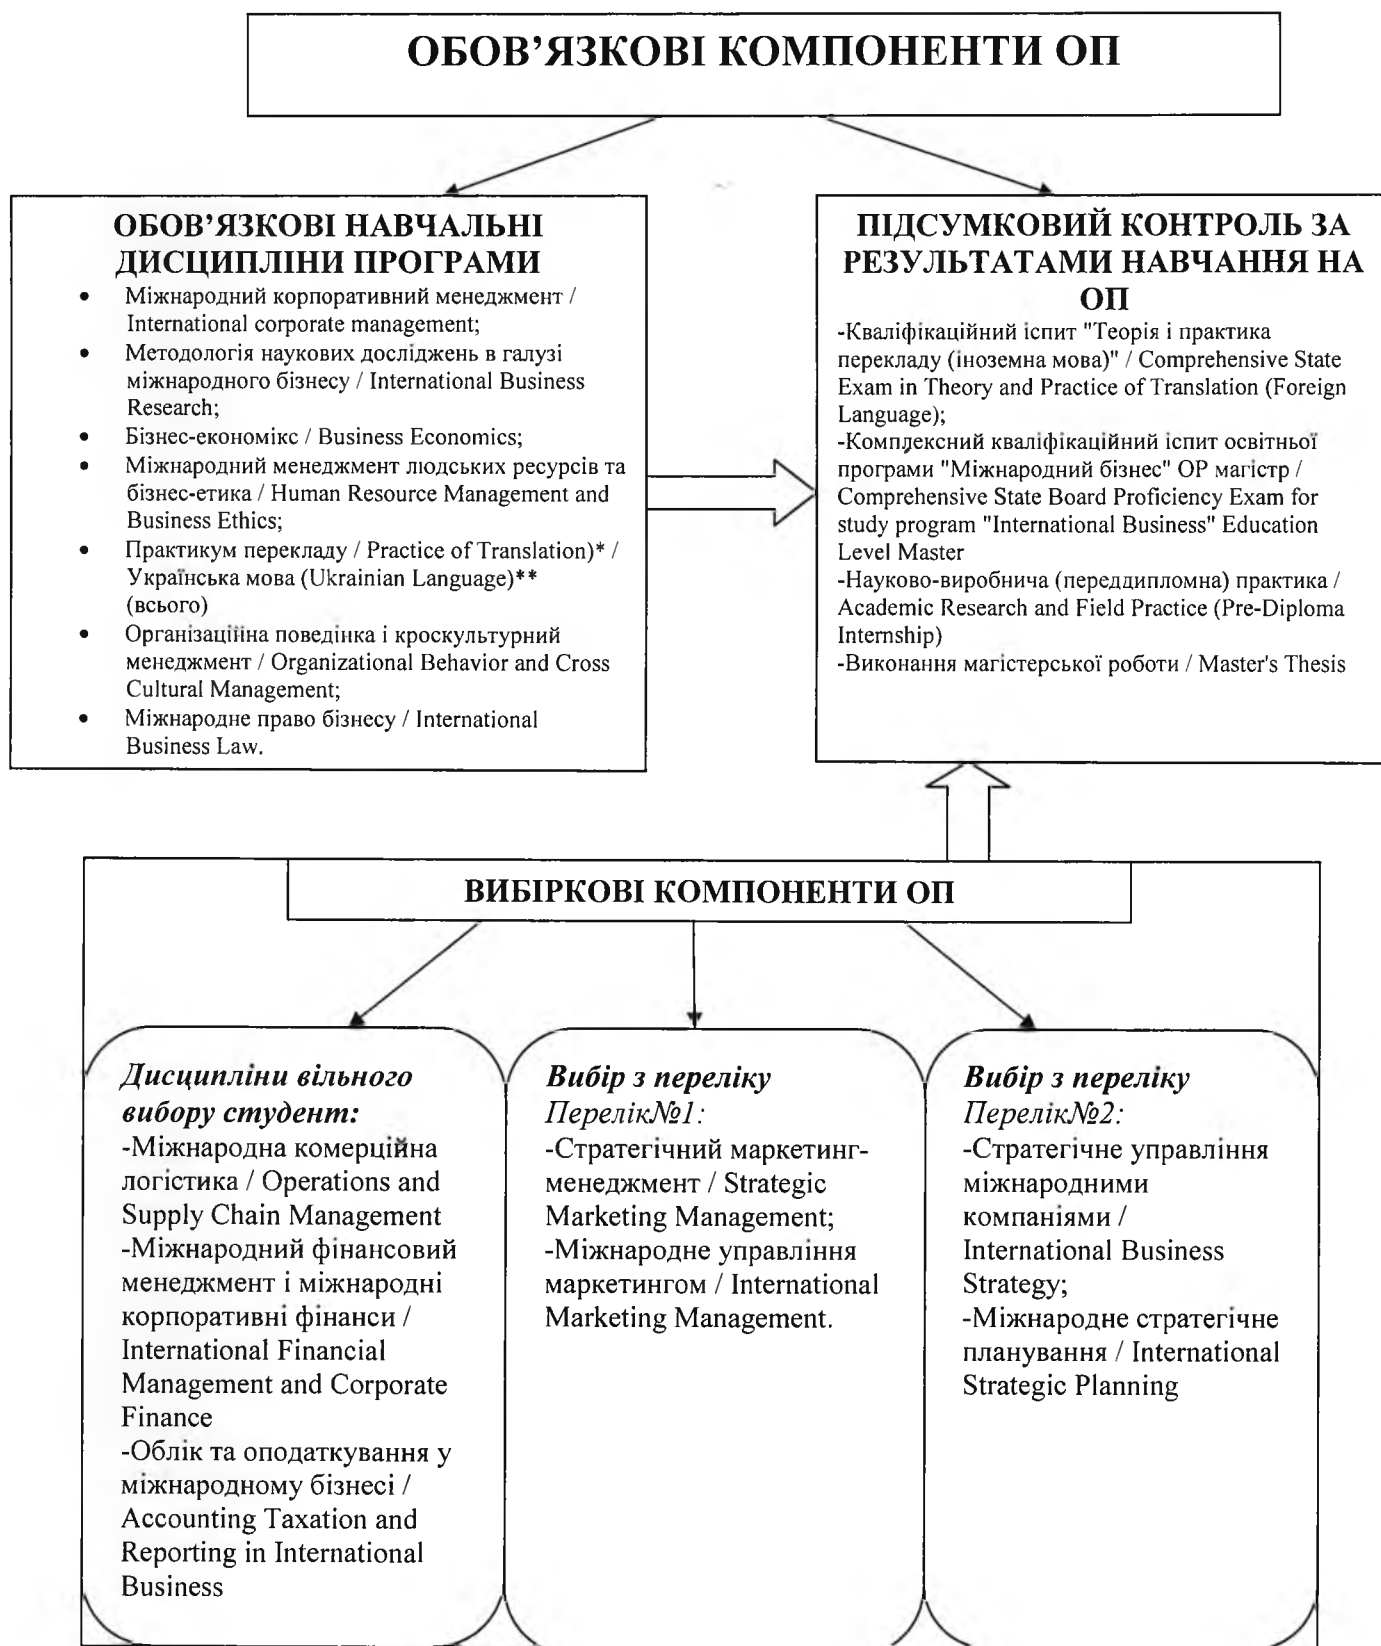 ОБОВ’ЯЗКОВІ КОМПОНЕНТИ ОП
ОБОВ’ЯЗКОВІ НАВЧАЛЬНІ
ДИСЦИПЛІНИ ПРОГРАМИ
• Міжнародний корпоративний менеджмент /
International corporate management;
• Методологія наукових досліджень в галузі
міжнародного бізнесу / International Business
Research;
• Бізнес-економікс / Business Economics;
• Міжнародний менеджмент людських ресурсів та
бізнес-етика / Human Resource Management and
Business Ethics;
• Практикум перекладу / Practice of Translation)* /
Українська мова (Ukrainian Language)**
(всього)
• Організаційна поведінка і кроскультурний
менеджмент / Organizational Behavior and Cross
Cultural Management;
• Міжнародне право бізнесу / International
Business Law.
ПІДСУМКОВИЙ КОНТРОЛЬ ЗА
РЕЗУЛЬТАТАМИ НАВЧАННЯ НА
ОП
-Кваліфікаційний іспит "Теорія і практика
перекладу (іноземна мова)" / Comprehensive State
Exam in Theory and Practice of Translation (Foreign
Language);
-Комплексний кваліфікаційний іспит освітньої
програми "Міжнародний бізнес" ОР магістр /
Comprehensive State Board Proficiency Exam for
study program "International Business" Education
Level Master
-Науково-виробнича (переддипломна) практика /
Academic Research and Field Practice (Pre-Diploma
Internship)
-Виконання магістерської роботи / Master's Thesis
ВИБІРКОВІ КОМПОНЕНТИ ОП
Дисципліни вільного
вибору студент:
-Міжнародна комерційна
логістика / Operations and
Supply Chain Management
-Міжнародний фінансовий
менеджмент і міжнародні
корпоративні фінанси /
International Financial
Management and Corporate
Finance
-Облік та оподаткування у
міжнародному бізнесі /
Accounting Taxation and
Reporting in International
Business
Вибір з переліку
Перелік№1:
-Стратегічний маркетинг-
менеджмент / Strategic
Marketing Management;
-Міжнародне управління
маркетингом / International
Marketing Management.
Вибір з переліку
Перелік№2:
-Стратегічне управління
міжнародними
компаніями /
International Business
Strategy;
-Міжнародне стратегічне
планування / International
Strategic Planning